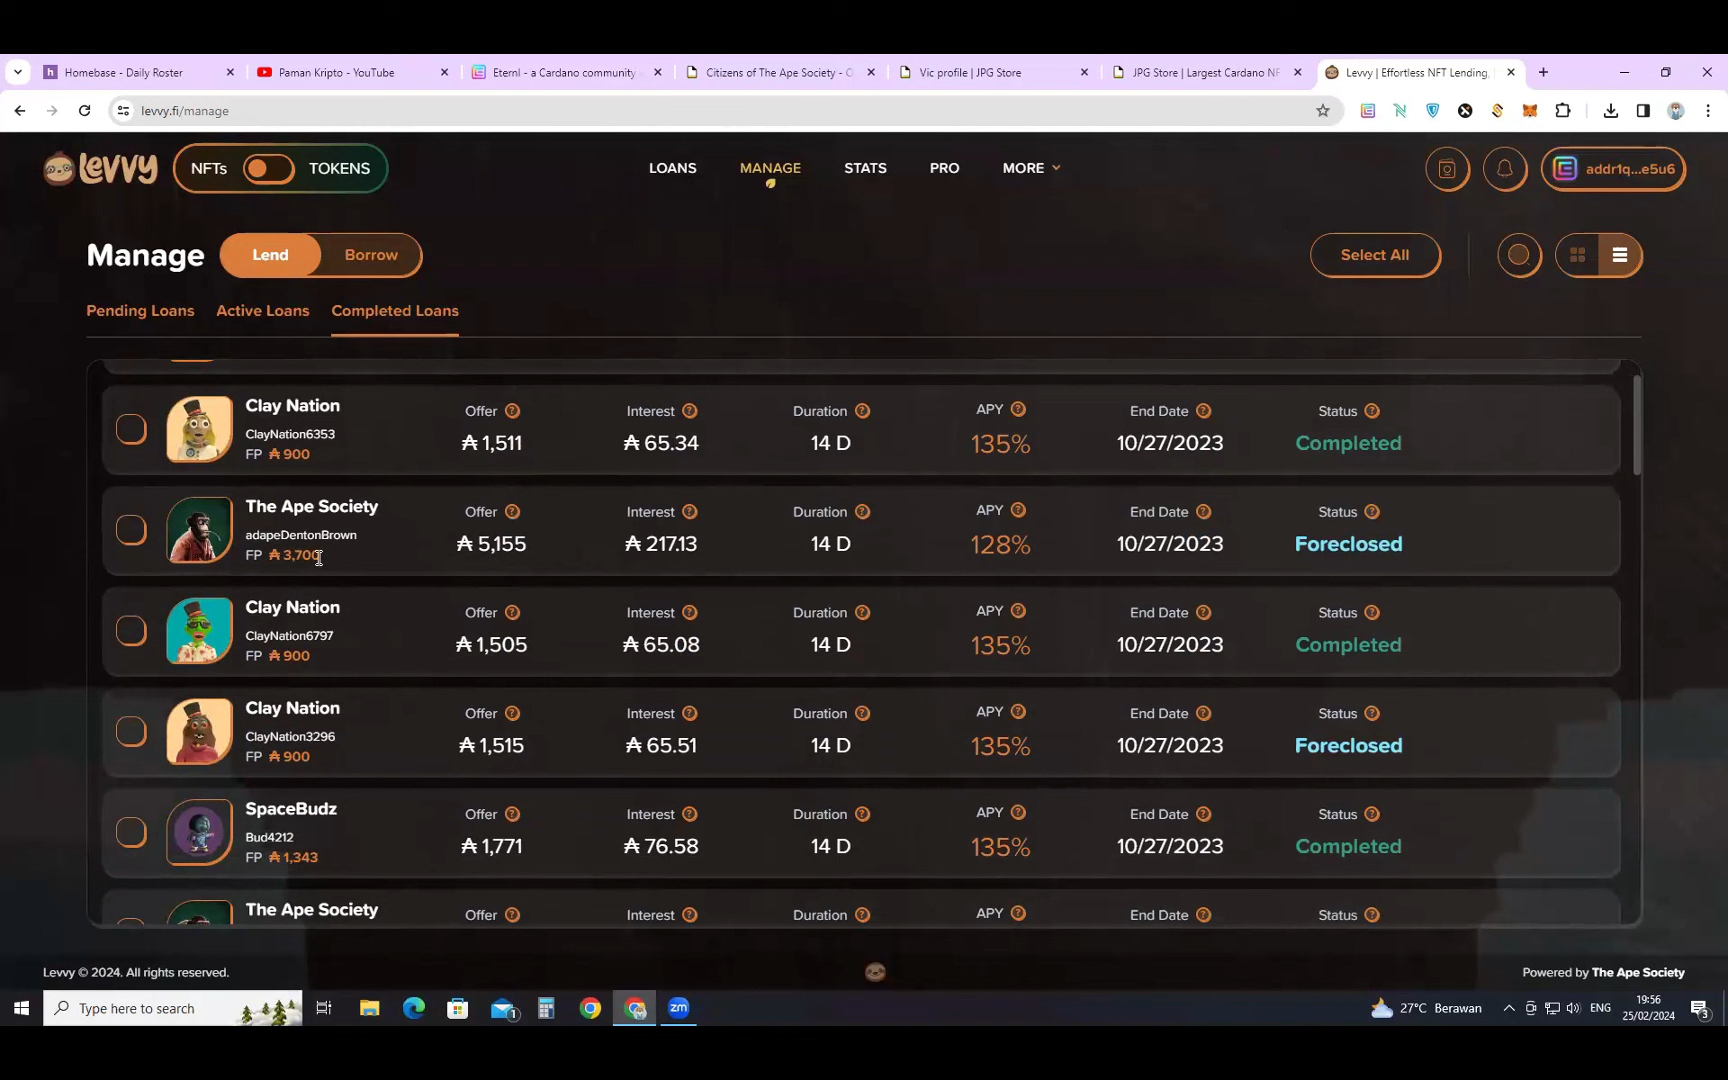 Homebase - Daily Roster
Paman Kripto - YouTube
Eternl - a Cardano community
Citizens of The Ape Society - O
Vic profile | JPG Store
JPG Store | Largest Cardano NF
Levvy | Effortless NFT Lending,
levvy.fi/manage
levvy
NFTs TOKENS
LOANS MANAGE STATS PRO MORE
addr1q...e5u6
Manage Lend Borrow
Select All
Pending Loans Active Loans Completed Loans
Clay Nation
ClayNation6353
FP ₳ 900
Offer ? Interest ? Duration ? APY ? End Date ? Status ?
₳ 1,511 ₳ 65.34 14 D 135% 10/27/2023 Completed
The Ape Society
adapeDentonBrown
FP ₳ 3,700
Offer ? Interest ? Duration ? APY ? End Date ? Status ?
₳ 5,155 ₳ 217.13 14 D 128% 10/27/2023 Foreclosed
Clay Nation
ClayNation6797
FP ₳ 900
Offer ? Interest ? Duration ? APY ? End Date ? Status ?
₳ 1,505 ₳ 65.08 14 D 135% 10/27/2023 Completed
Clay Nation
ClayNation3296
FP ₳ 900
Offer ? Interest ? Duration ? APY ? End Date ? Status ?
₳ 1,515 ₳ 65.51 14 D 135% 10/27/2023 Foreclosed
SpaceBudz
Bud4212
FP ₳ 1,343
Offer ? Interest ? Duration ? APY ? End Date ? Status ?
₳ 1,771 ₳ 76.58 14 D 135% 10/27/2023 Completed
The Ape Society
Offer ? Interest ? Duration ? APY ? End Date ? Status ?
Levvy © 2024. All rights reserved.
Powered by The Ape Society
Type here to search
1
zm
27°C Berawan
ENG
19:56
25/02/2024
3